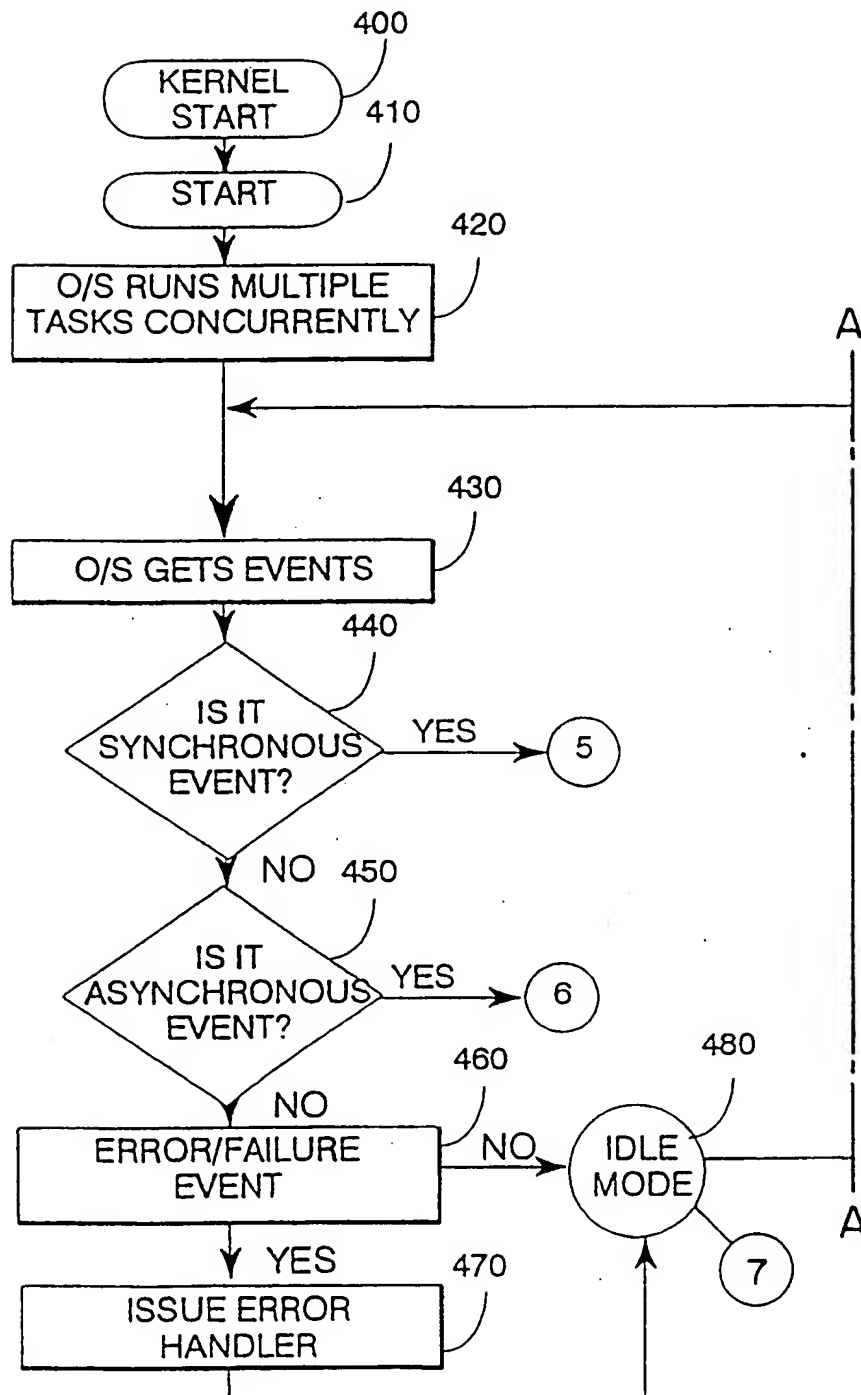 400
KERNEL
START
410
START
420
O/S RUNS MULTIPLE
TASKS CONCURRENTLY
A
430
O/S GETS EVENTS
440
IS IT
SYNCHRONOUS
EVENT?
YES
5
NO
450
IS IT
ASYNCHRONOUS
EVENT?
YES
6
NO
460
ERROR/FAILURE
EVENT
NO
480
IDLE
MODE
A
7
YES
470
ISSUE ERROR
HANDLER